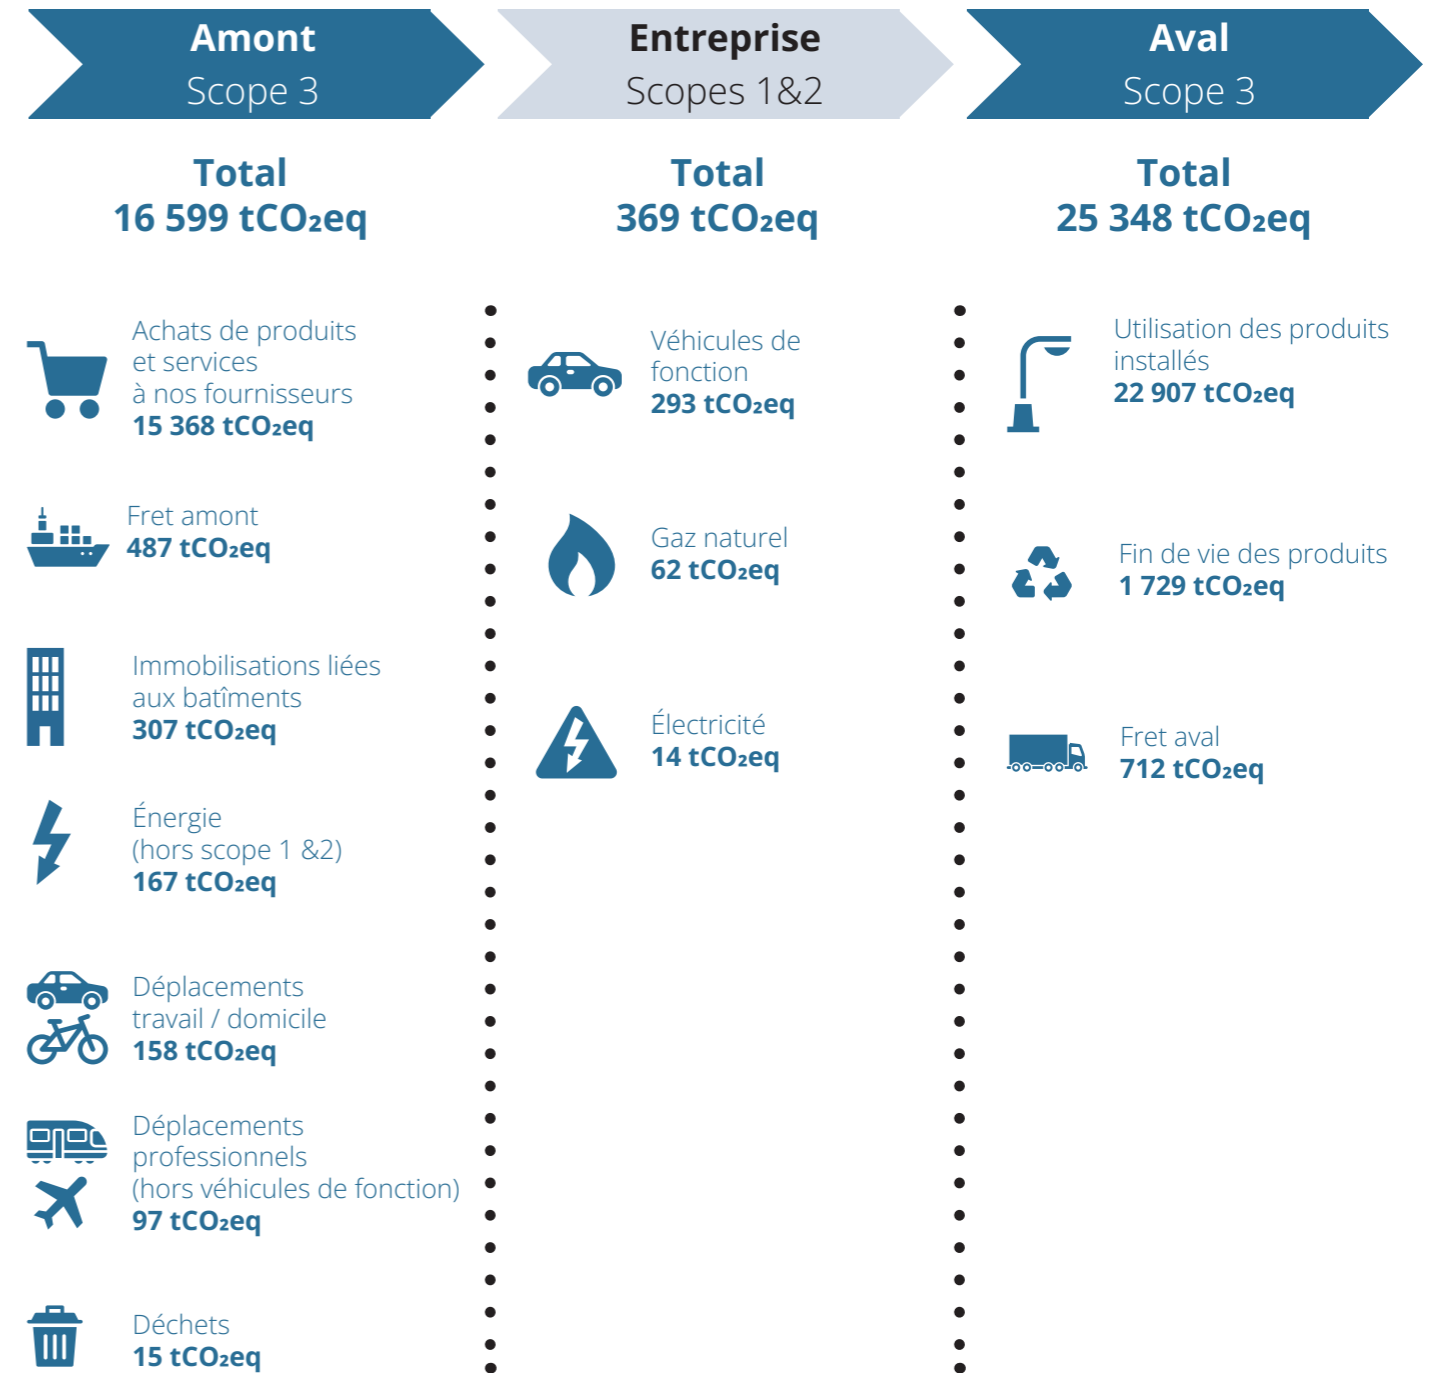 Amont
Scope 3
Total
16 599 tCO₂eq
Achats de produits
et services
à nos fournisseurs
15 368 tCO₂eq
Fret amont
487 tCO₂eq
Immobilisations liées
aux batîments
307 tCO₂eq
Énergie
(hors scope 1 &2)
167 tCO₂eq
Déplacements
travail / domicile
158 tCO₂eq
Déplacements
professionnels
(hors véhicules de fonction)
97 tCO₂eq
Déchets
15 tCO₂eq
Entreprise
Scopes 1&2
Total
369 tCO₂eq
Véhicules de
fonction
293 tCO₂eq
Gaz naturel
62 tCO₂eq
Électricité
14 tCO₂eq
Aval
Scope 3
Total
25 348 tCO₂eq
Utilisation des produits
installés
22 907 tCO₂eq
Fin de vie des produits
1 729 tCO₂eq
Fret aval
712 tCO₂eq